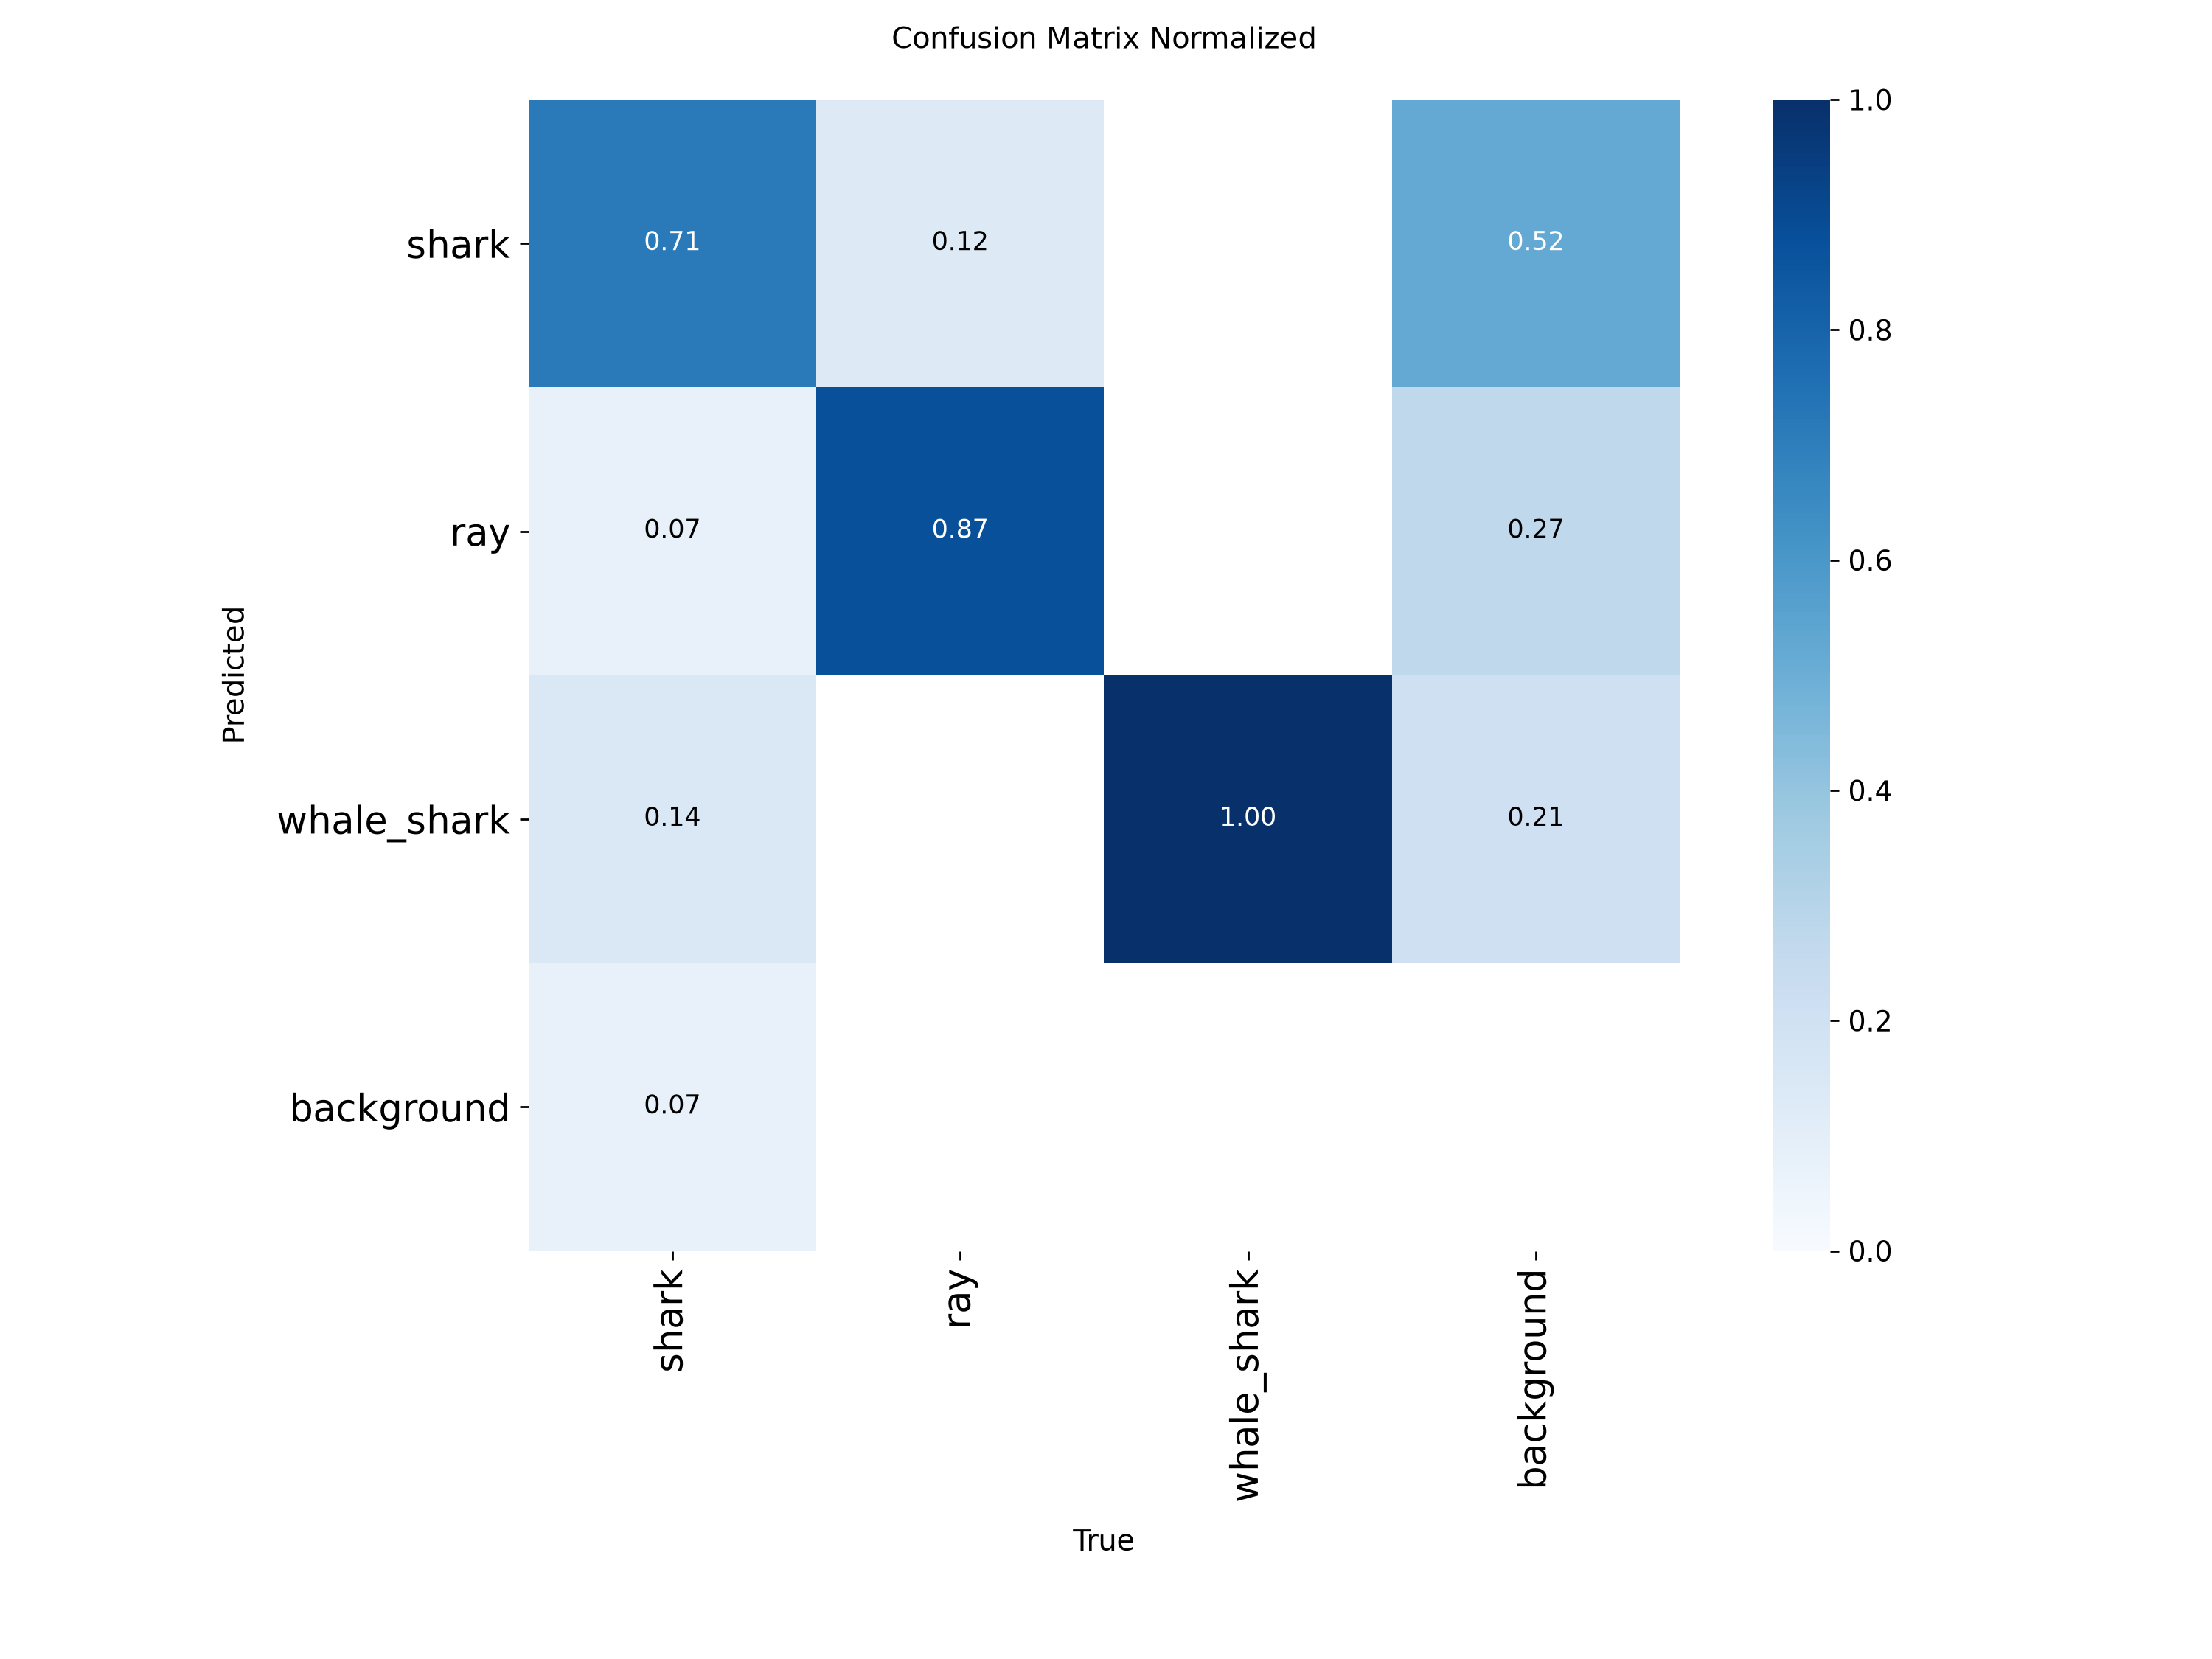 Confusion Matrix Normalized
1.0
shark 0.71 0.12 0.52
0.8
ray 0.07 0.87 0.27
0.6
Predicted
whale_shark 0.14 1.00 0.21
0.4
0.2
background 0.07
0.0
shark
ray
whale_shark
background
True